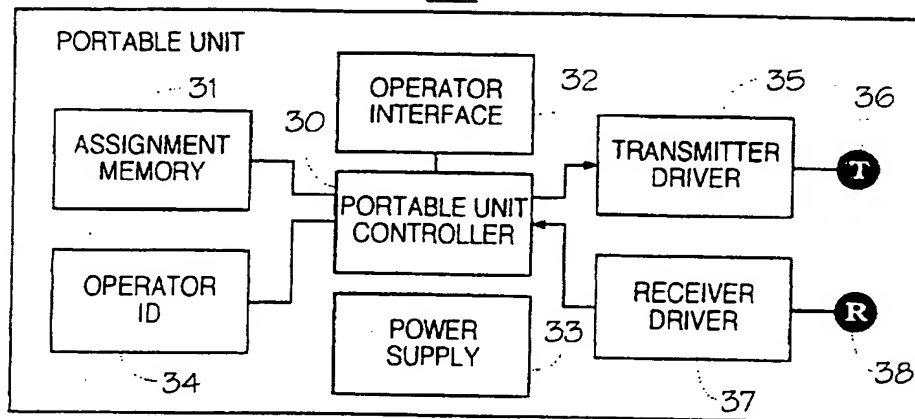 PORTABLE UNIT
31
ASSIGNMENT
MEMORY
30
OPERATOR
INTERFACE
32
35
TRANSMITTER
DRIVER
36
T
PORTABLE UNIT
CONTROLLER
OPERATOR
ID
34
POWER
SUPPLY
33
RECEIVER
DRIVER
37
R
38